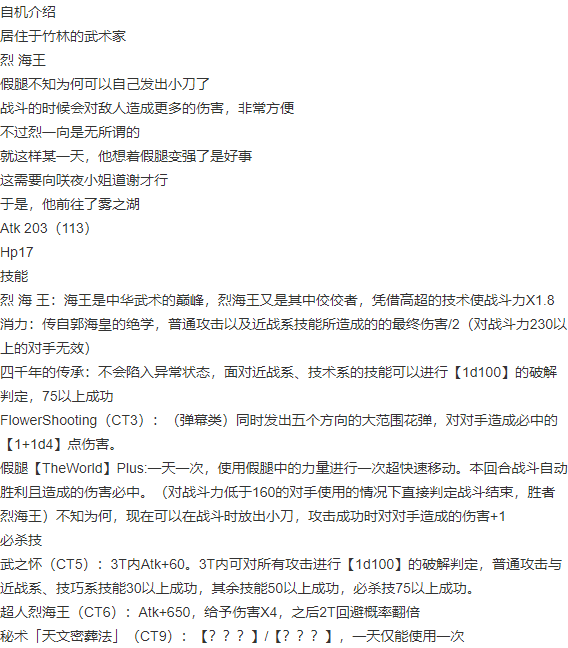 自机介绍
居住于竹林的武术家
烈 海王
假腿不知为何可以自己发出小刀了
战斗的时候会对敌人造成更多的伤害，非常方便
不过烈一向是无所谓的
就这样某一天，他想着假腿变强了是好事
这需要向咲夜小姐道谢才行
于是，他前往了雾之湖
Atk 203（113）
Hp17
技能
烈 海 王：海王是中华武术的巅峰，烈海王又是其中佼佼者，凭借高超的技术使战斗力X1.8
消力：传自郭海皇的绝学，普通攻击以及近战系技能所造成的的最终伤害/2（对战斗力230以
上的对手无效）
四千年的传承：不会陷入异常状态，面对近战系、技术系的技能可以进行【1d100】的破解
判定，75以上成功
FlowerShooting（CT3）：（弹幕类）同时发出五个方向的大范围花弹，对对手造成必中的
【1+1d4】点伤害。
假腿【TheWorld】Plus:一天一次，使用假腿中的力量进行一次超快速移动。本回合战斗自动
胜利且造成的伤害必中。（对战斗力低于160的对手使用的情况下直接判定战斗结束，胜者
烈海王）不知为何，现在可以在战斗时放出小刀，攻击成功时对对手造成的伤害+1
必杀技
武之怀（CT5）：3T内Atk+60。3T内可对所有攻击进行【1d100】的破解判定，普通攻击与
近战系、技巧系技能30以上成功，其余技能50以上成功，必杀技75以上成功。
超人烈海王（CT6）：Atk+650，给予伤害X4，之后2T回避概率翻倍
秘术「天文密葬法」（CT9）：【？？？】/【？？？】，一天仅能使用一次